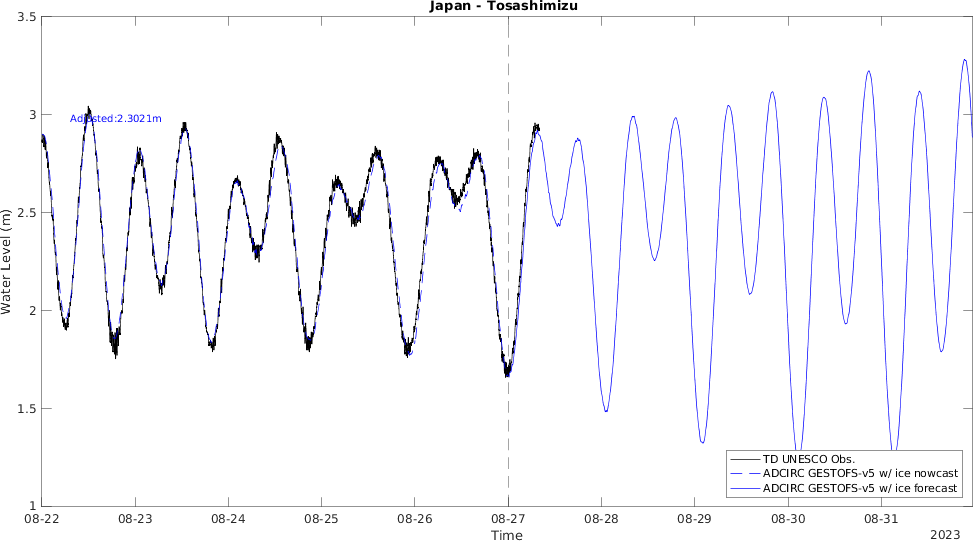 Japan - Tosashimizu
3.5
3
2.5
2
1.5
1
Water Level (m)
Adjusted:2.3021m
TD UNESCO Obs.
ADCIRC GESTOFS-v5 w/ ice nowcast
ADCIRC GESTOFS-v5 w/ ice forecast
08-22
08-23
08-24
08-25
08-26
08-27
08-28
08-29
08-30
08-31
Time
2023